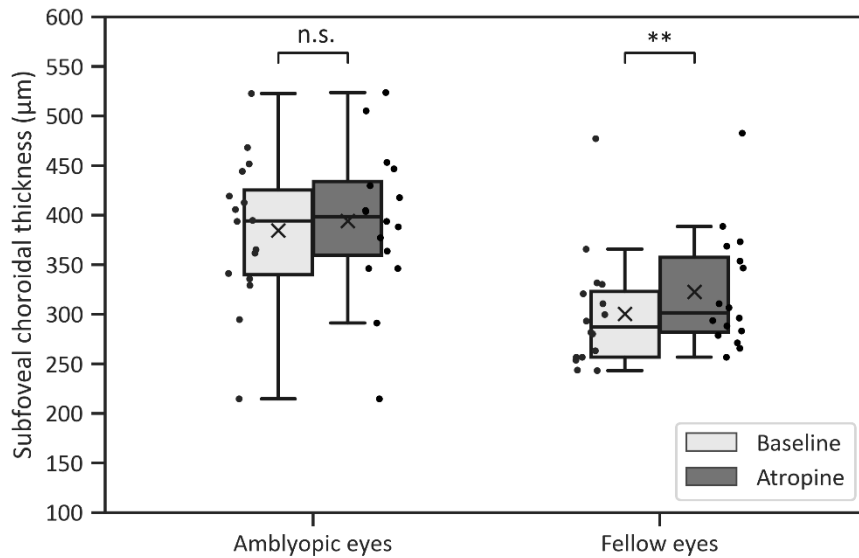 Subfoveal choroidal thickness (μm)
600
550
500
450
400
350
300
250
200
150
100
n.s.
**
Baseline
Atropine
Amblyopic eyes
Fellow eyes